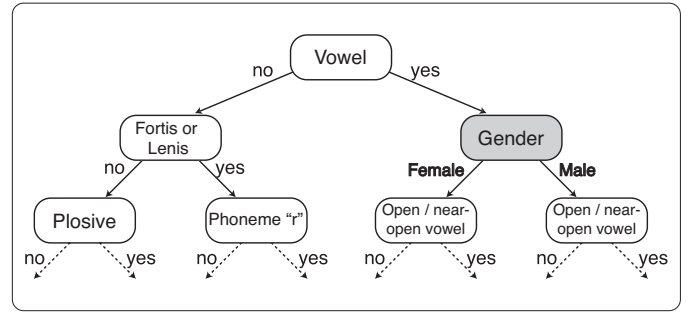 Vowel
no
yes
Fortis or
Lenis
Gender
no
yes
Female
Male
Plosive
Phoneme “r”
Open / near-
open vowel
Open / near-
open vowel
no
yes
no
yes
no
yes
no
yes